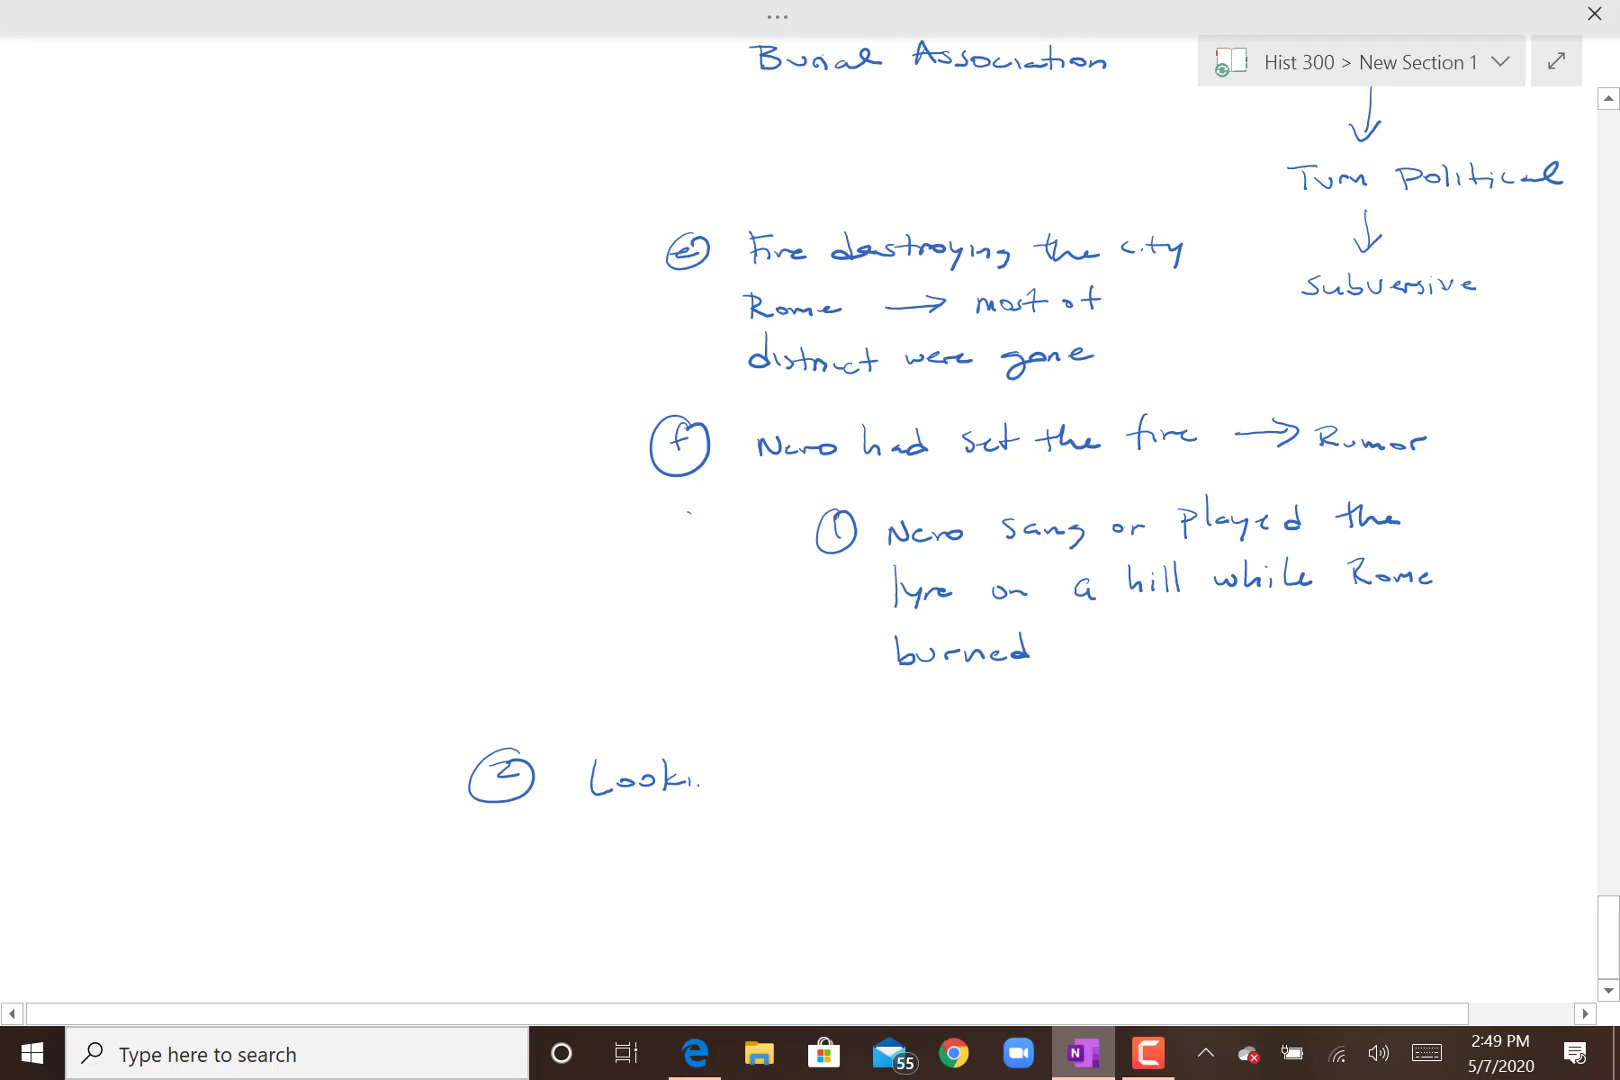 Burial Association
Hist 300 > New Section 1
Turn Political
Subversive
e Fire destroying the city
Rome → most of
district were gone
f Nero had set the fire → Rumor
1 Nero sang or played the
lyre on a hill while Rome
burned
2 Looki
Type here to search
55
N
2:49 PM
5/7/2020